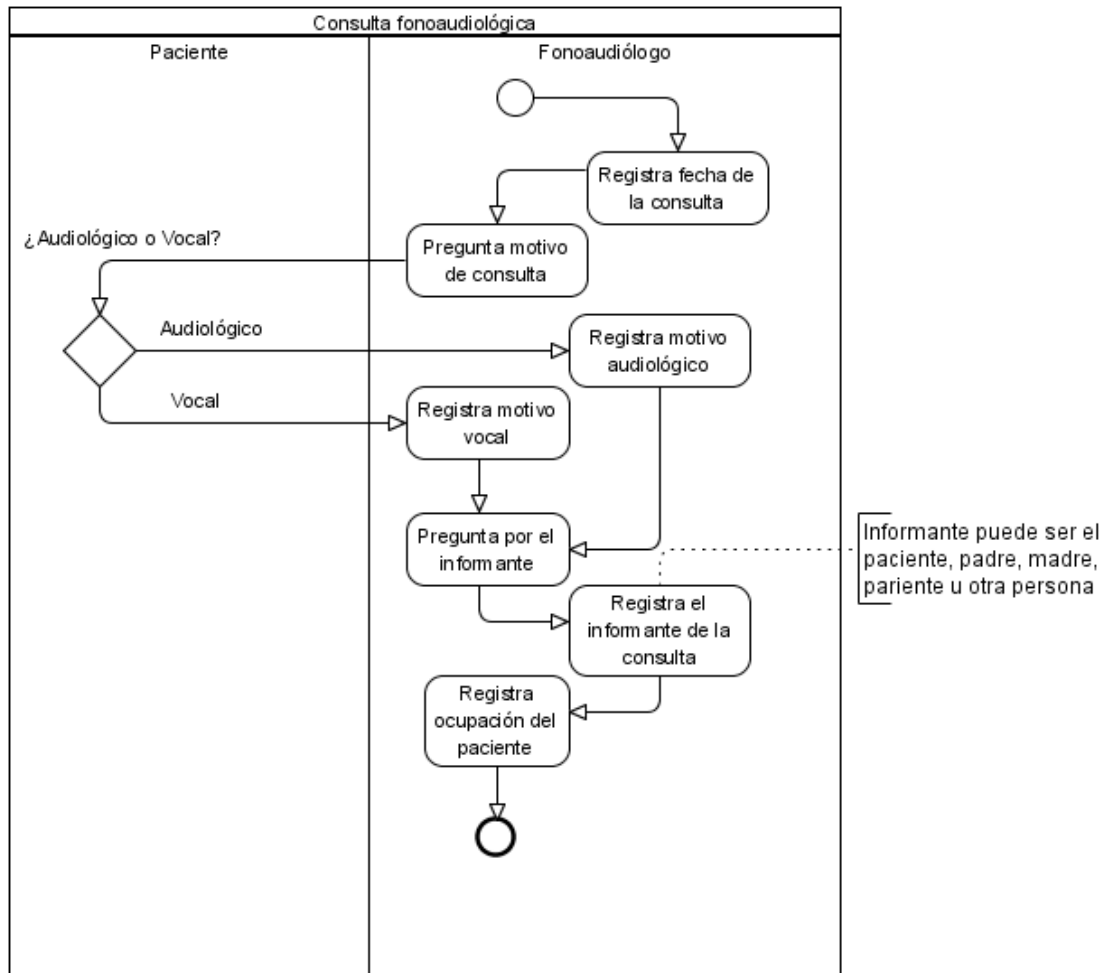 Consulta fonoaudiológica
Paciente
Fonoaudiólogo
Registra fecha de
la consulta
¿Audiológico o Vocal?
Pregunta motivo
de consulta
Audiológico
Registra motivo
audiológico
Vocal
Registra motivo
vocal
Pregunta por el
informante
Informante puede ser el
paciente, padre, madre,
pariente u otra persona
Registra el
informante de la
consulta
Registra
ocupación del
paciente